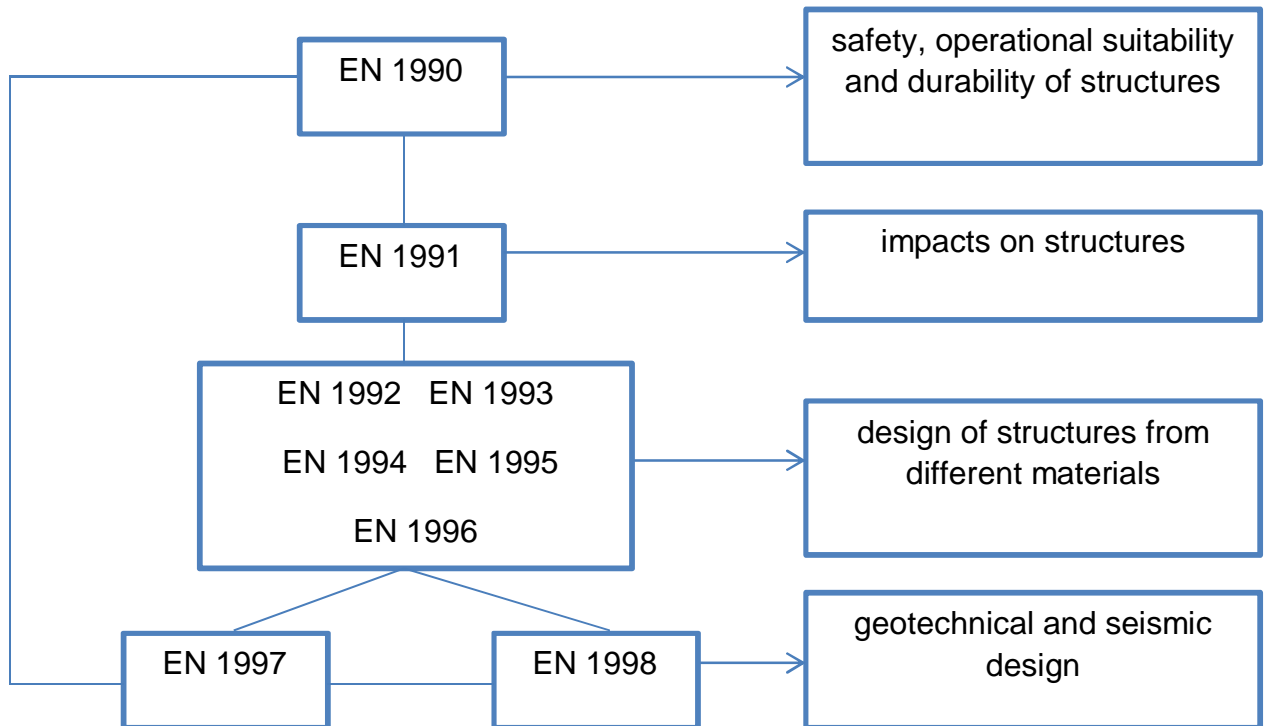 EN 1990
safety, operational suitability
and durability of structures
EN 1991
impacts on structures
EN 1992 EN 1993
EN 1994 EN 1995
EN 1996
design of structures from
different materials
EN 1997
EN 1998
geotechnical and seismic
design